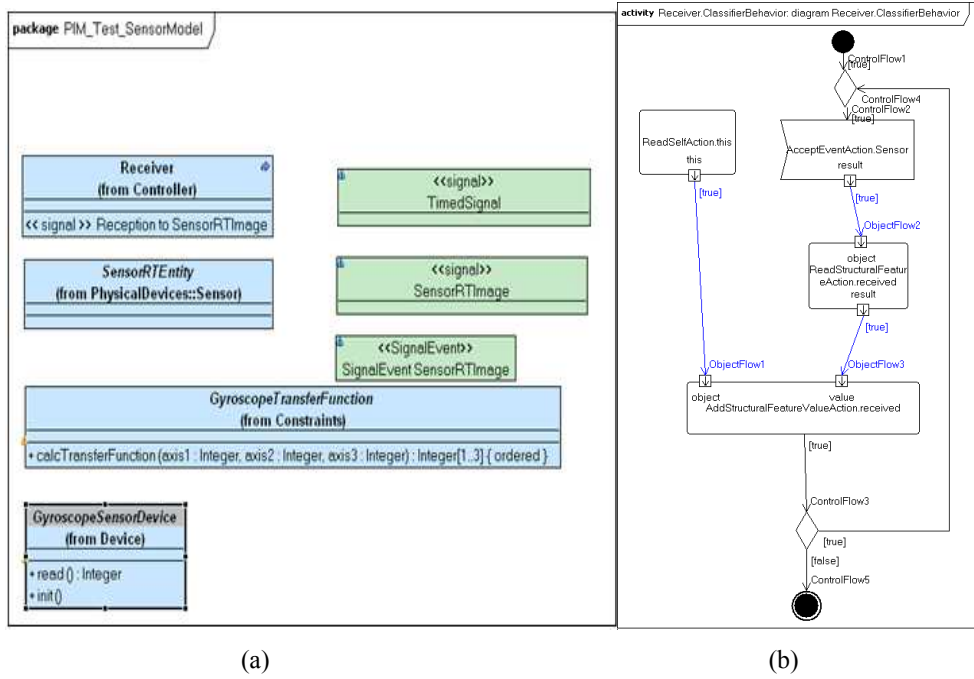 package PIM_Test_SensorModel
Receiver
(from Controller)
<< signal >> Reception to SensorRTImage
<<signal>>
TimedSignal
SensorRTEntity
(from PhysicalDevices::Sensor)
<<signal>>
SensorRTImage
<<SignalEvent>>
SignalEvent SensorRTImage
GyroscopeTransferFunction
(from Constraints)
+ calcTransferFunction (axis1 : Integer, axis2 : Integer, axis3 : Integer) : Integer[1..3] { ordered }
GyroscopeSensorDevice
(from Device)
+ read () : Integer
+ init ()
(a)
activity Receiver.ClassifierBehavior: diagram Receiver.ClassifierBehavior
ControlFlow1
[true]
ControlFlow4
ControlFlow2
[true]
ReadSelfAction.this
this
[true]
AcceptEventAction.Sensor
result
[true]
ObjectFlow2
object
ReadStructuralFeatur
eAction.received
result
[true]
ObjectFlow1
ObjectFlow3
object
value
AddStructuralFeatureValueAction.received
[true]
ControlFlow3
[true]
[false]
ControlFlow5
(b)